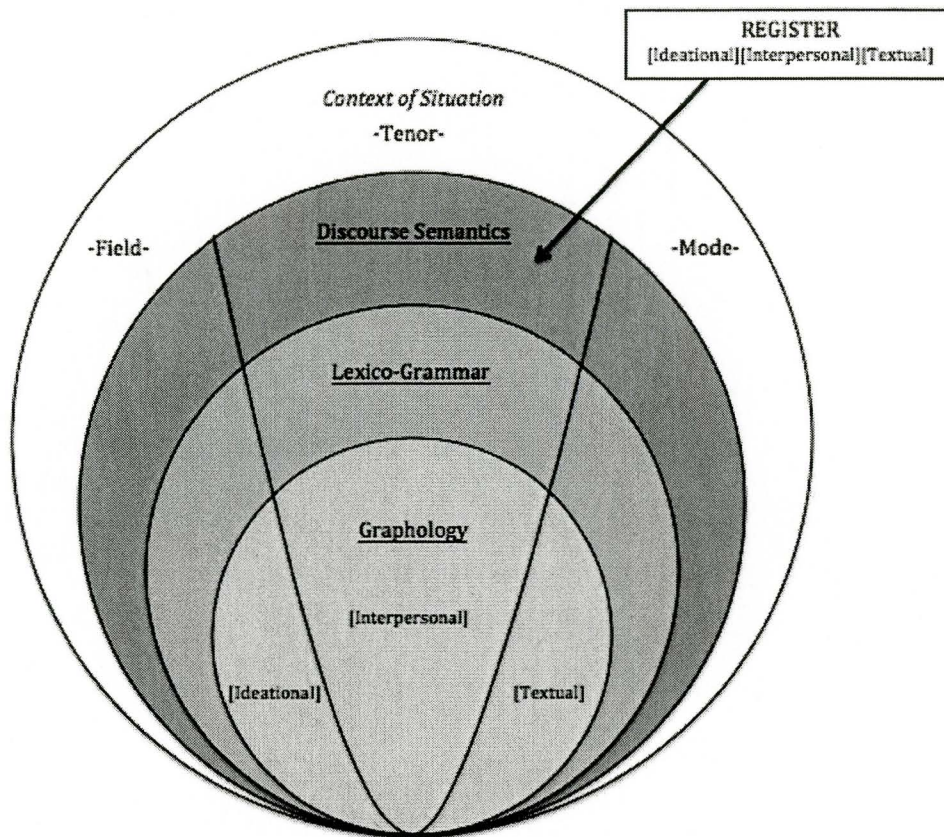 REGISTER
[Ideational][Interpersonal][Textual]
Context of Situation
-Tenor-
-Field-
Discourse Semantics
-Mode-
Lexico-Grammar
Graphology
[Interpersonal]
[Ideational]
[Textual]